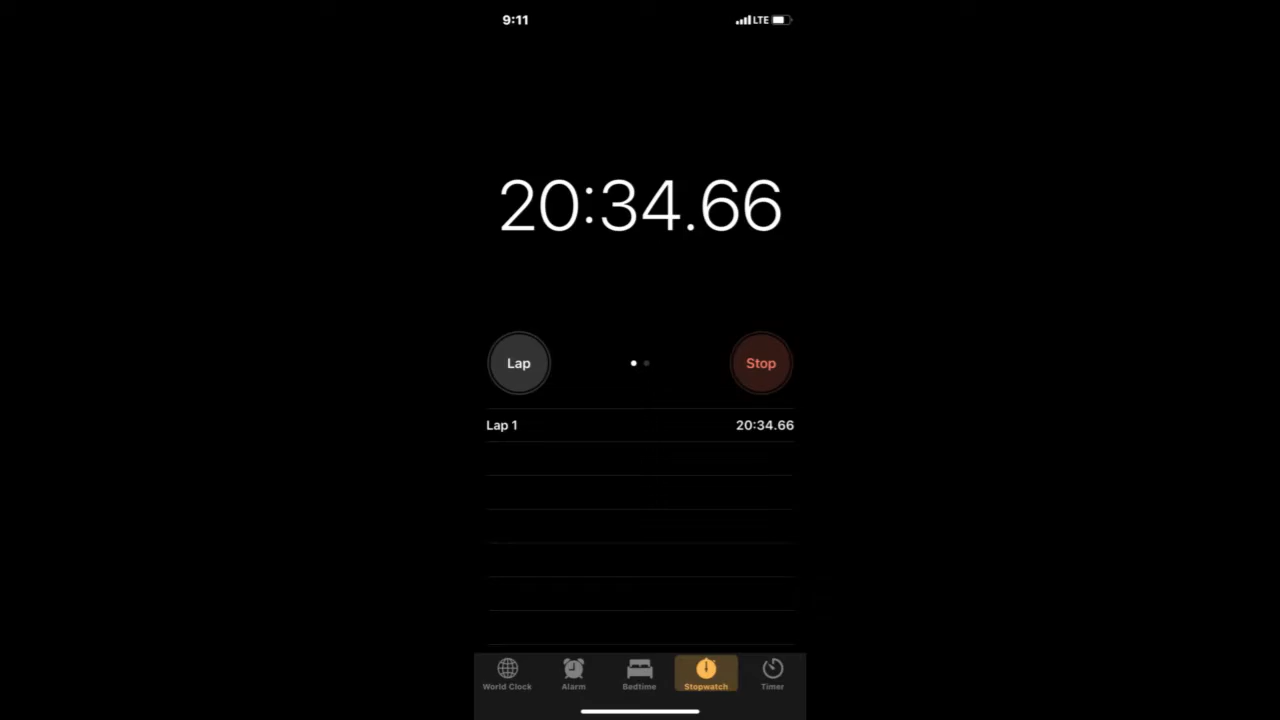 9:11 LTE
20:34.66
Lap Stop
Lap 1 20:34.66
World Clock Alarm Bedtime Stopwatch Timer